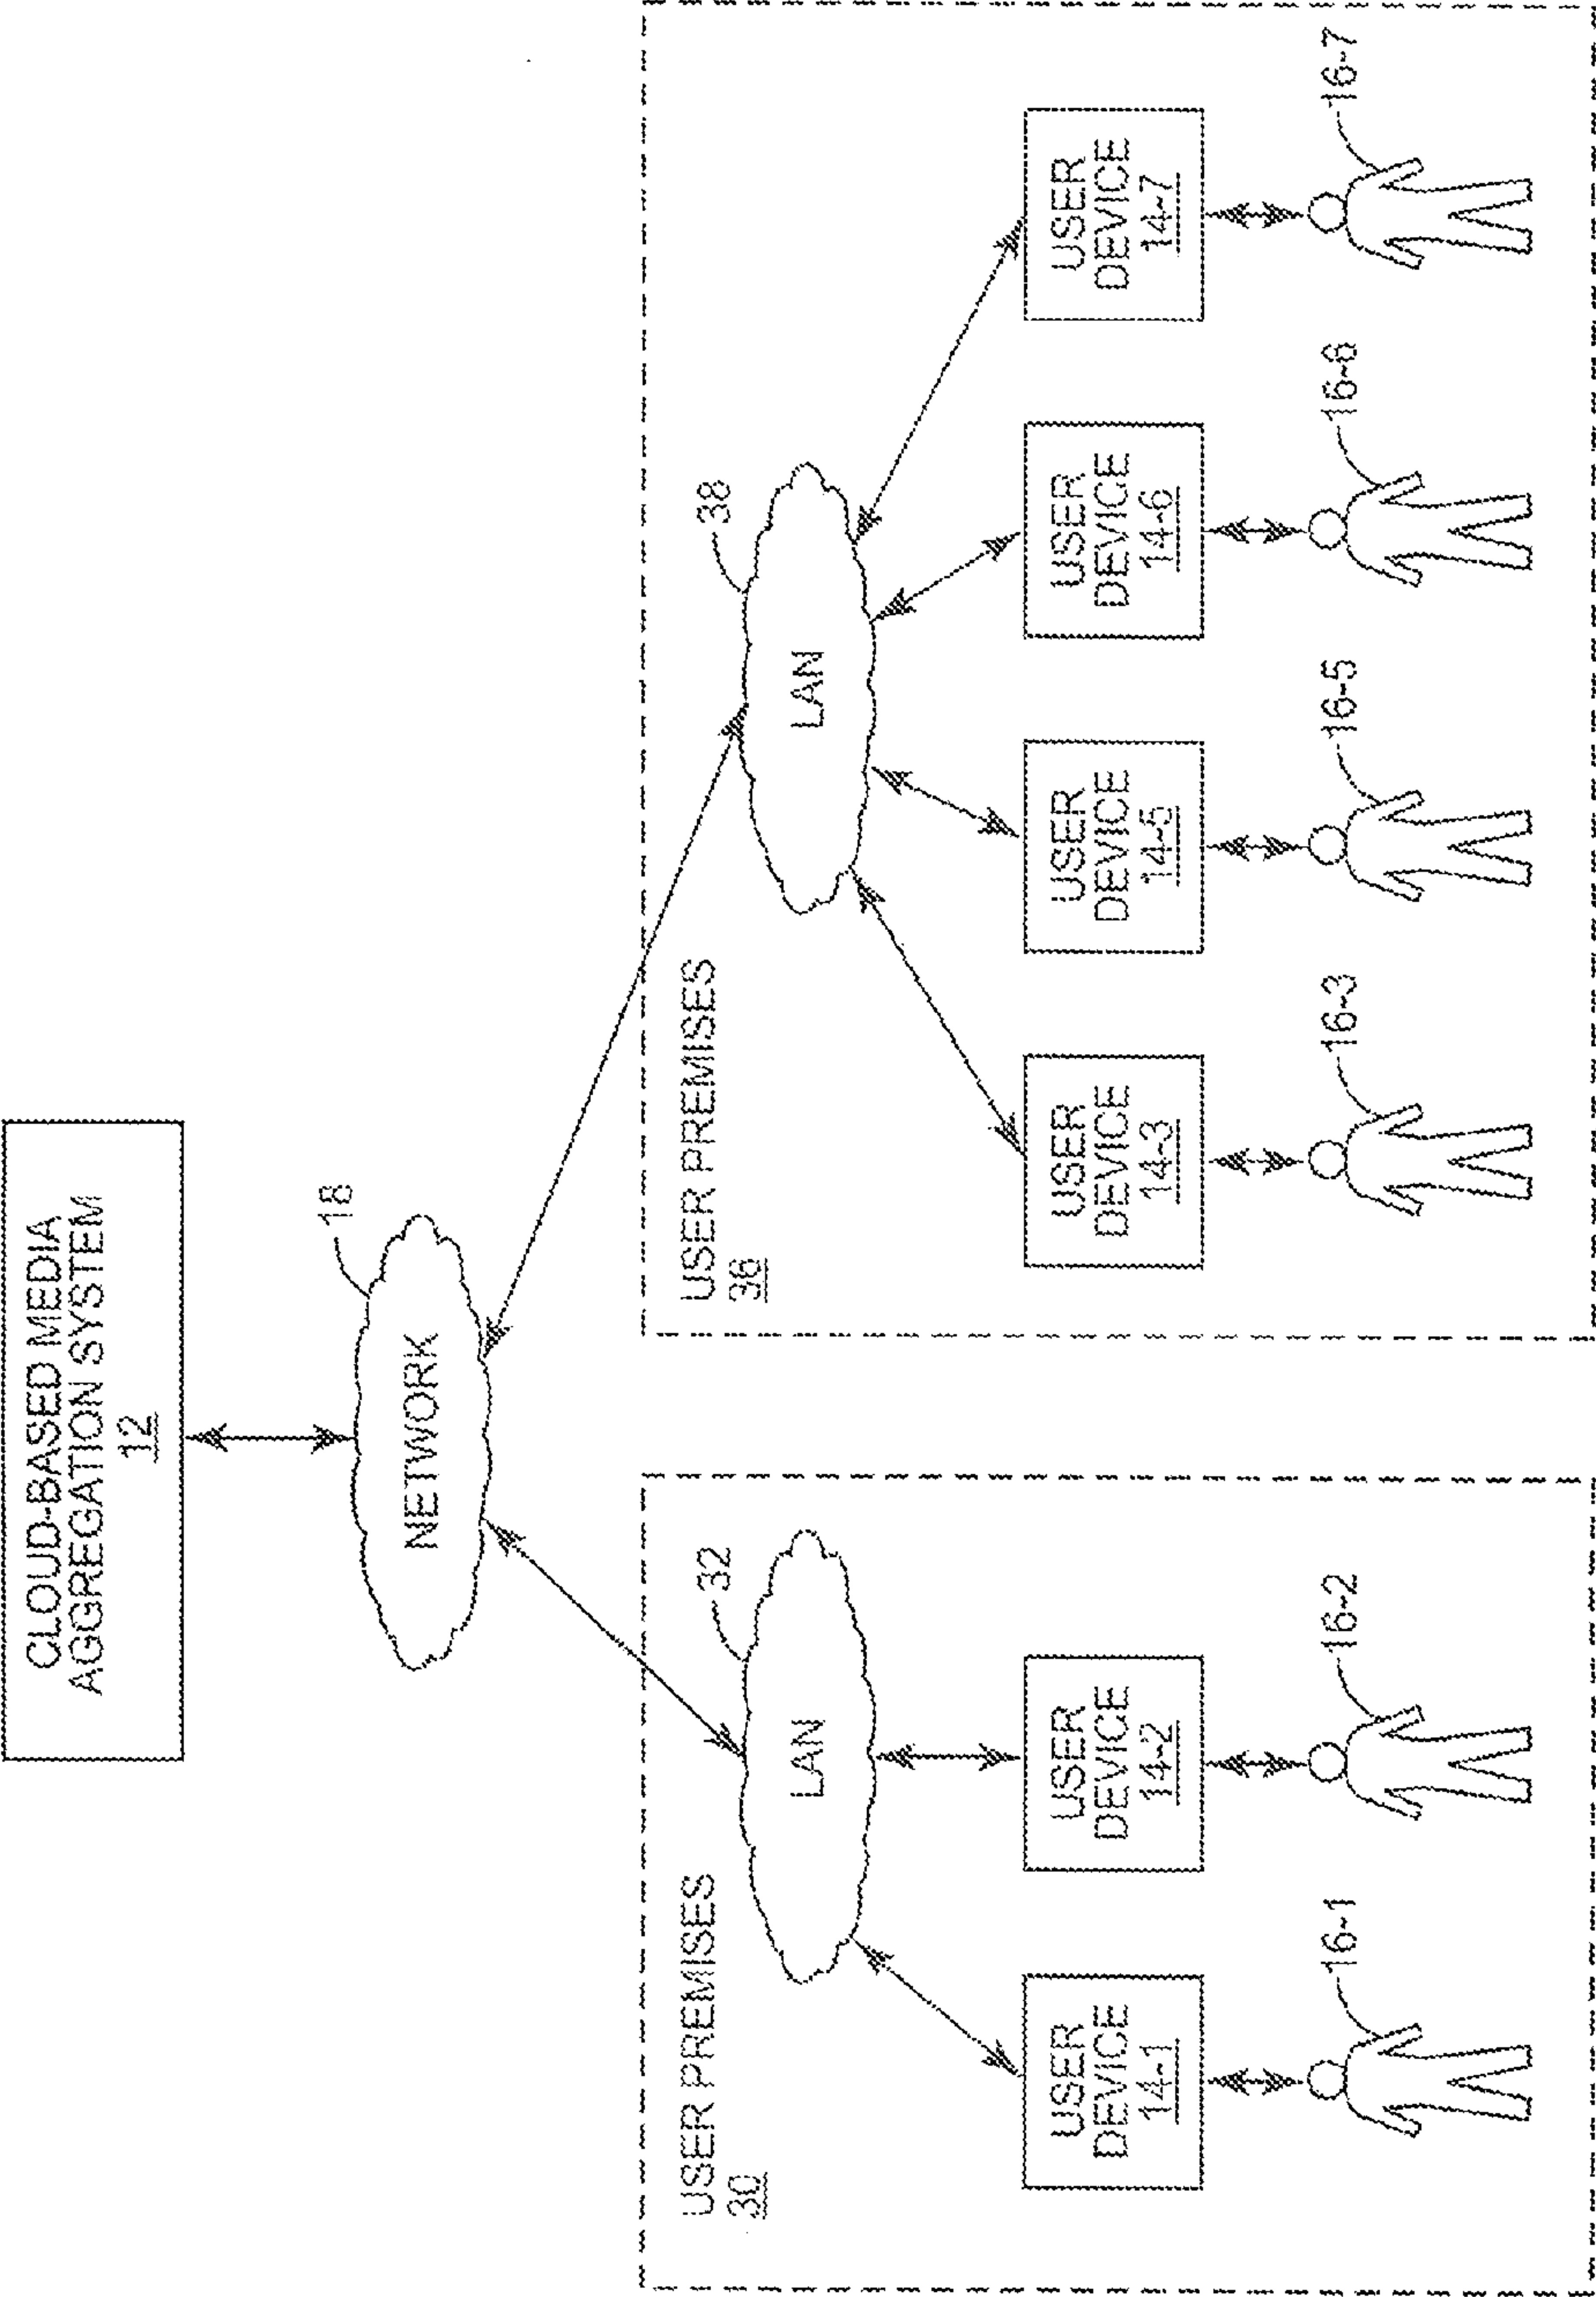 CLOUD-BASED MEDIA
AGGREGATION SYSTEM
12
NETWORK
18
USER PREMISES
30
LAN
32
USER
DEVICE
14-1
USER
DEVICE
14-2
16-1
16-2
USER PREMISES
36
LAN
38
USER
DEVICE
14-3
USER
DEVICE
14-5
USER
DEVICE
14-6
USER
DEVICE
14-7
16-3
16-5
16-6
16-7